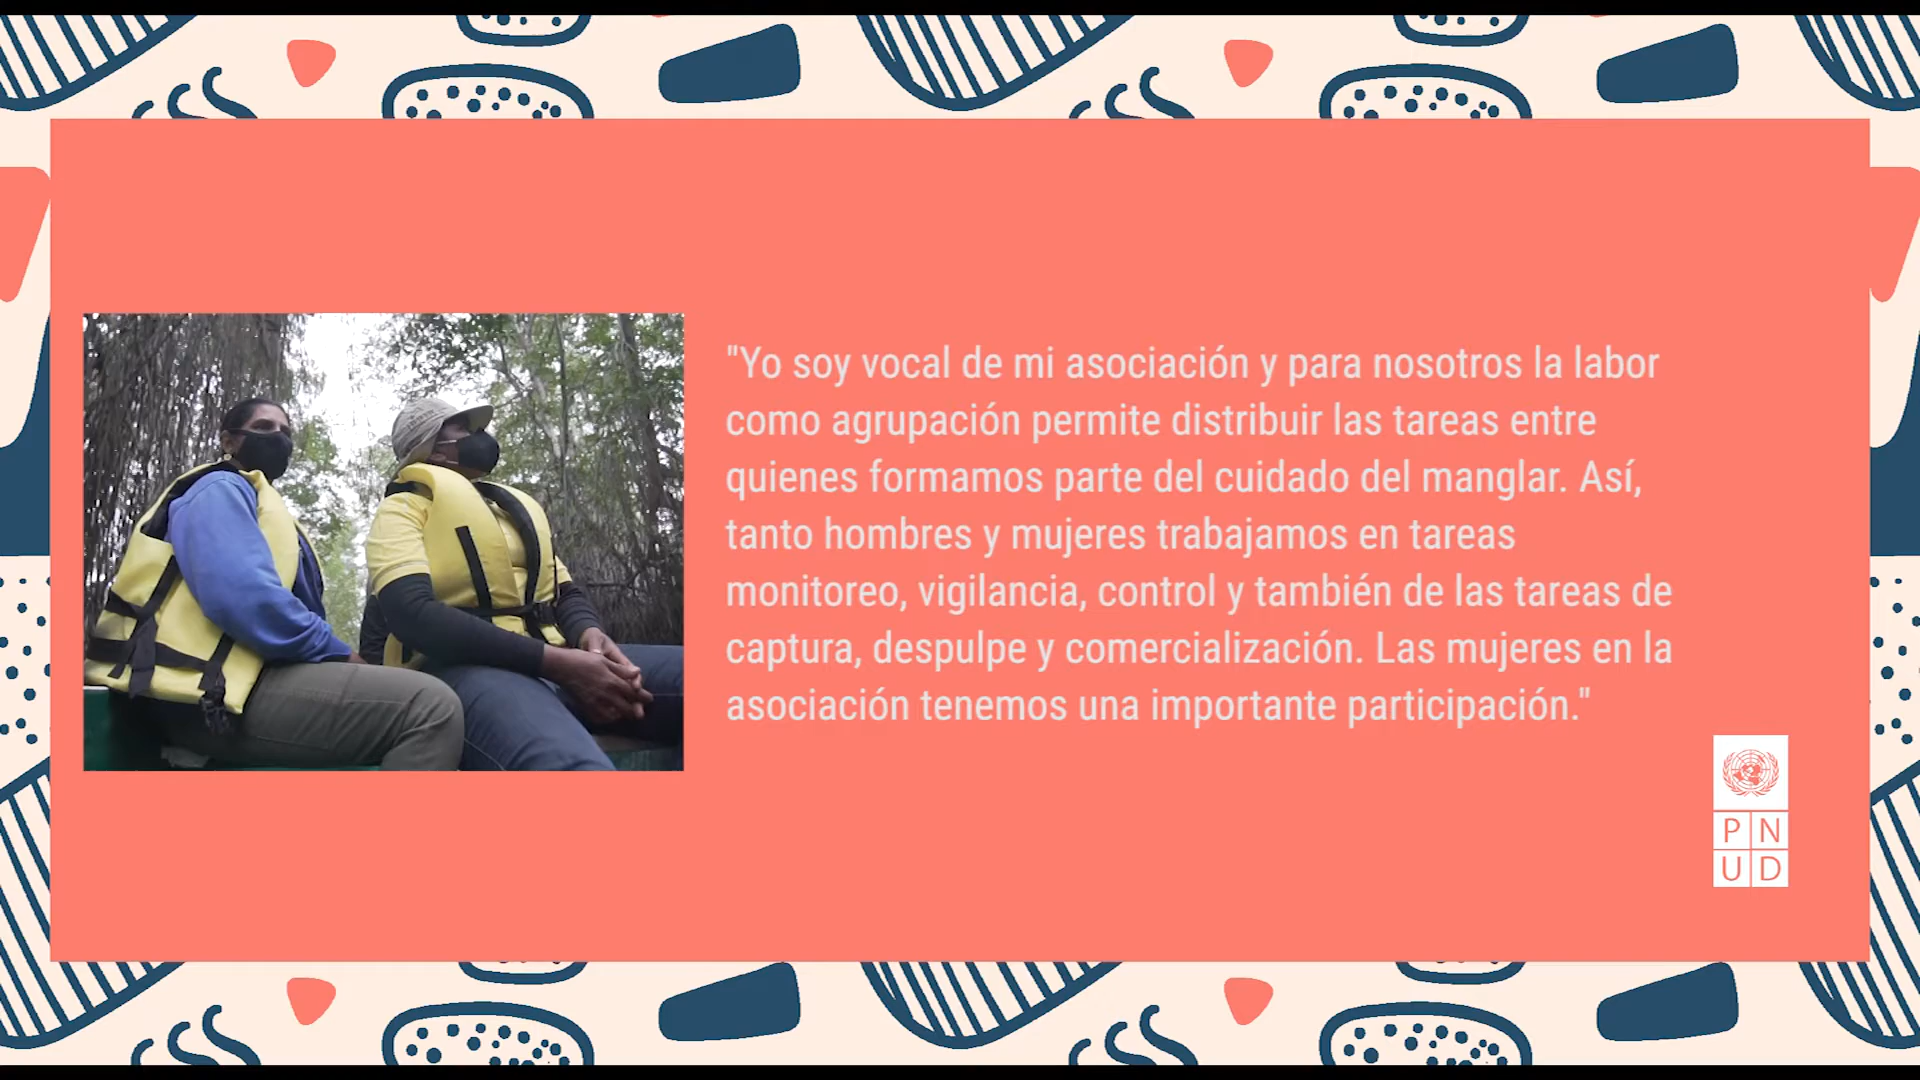 "Yo soy vocal de mi asociación y para nosotros la labor
como agrupación permite distribuir las tareas entre
quienes formamos parte del cuidado del manglar. Así,
tanto hombres y mujeres trabajamos en tareas
monitoreo, vigilancia, control y también de las tareas de
captura, despulpe y comercialización. Las mujeres en la
asociación tenemos una importante participación."
P N
U D